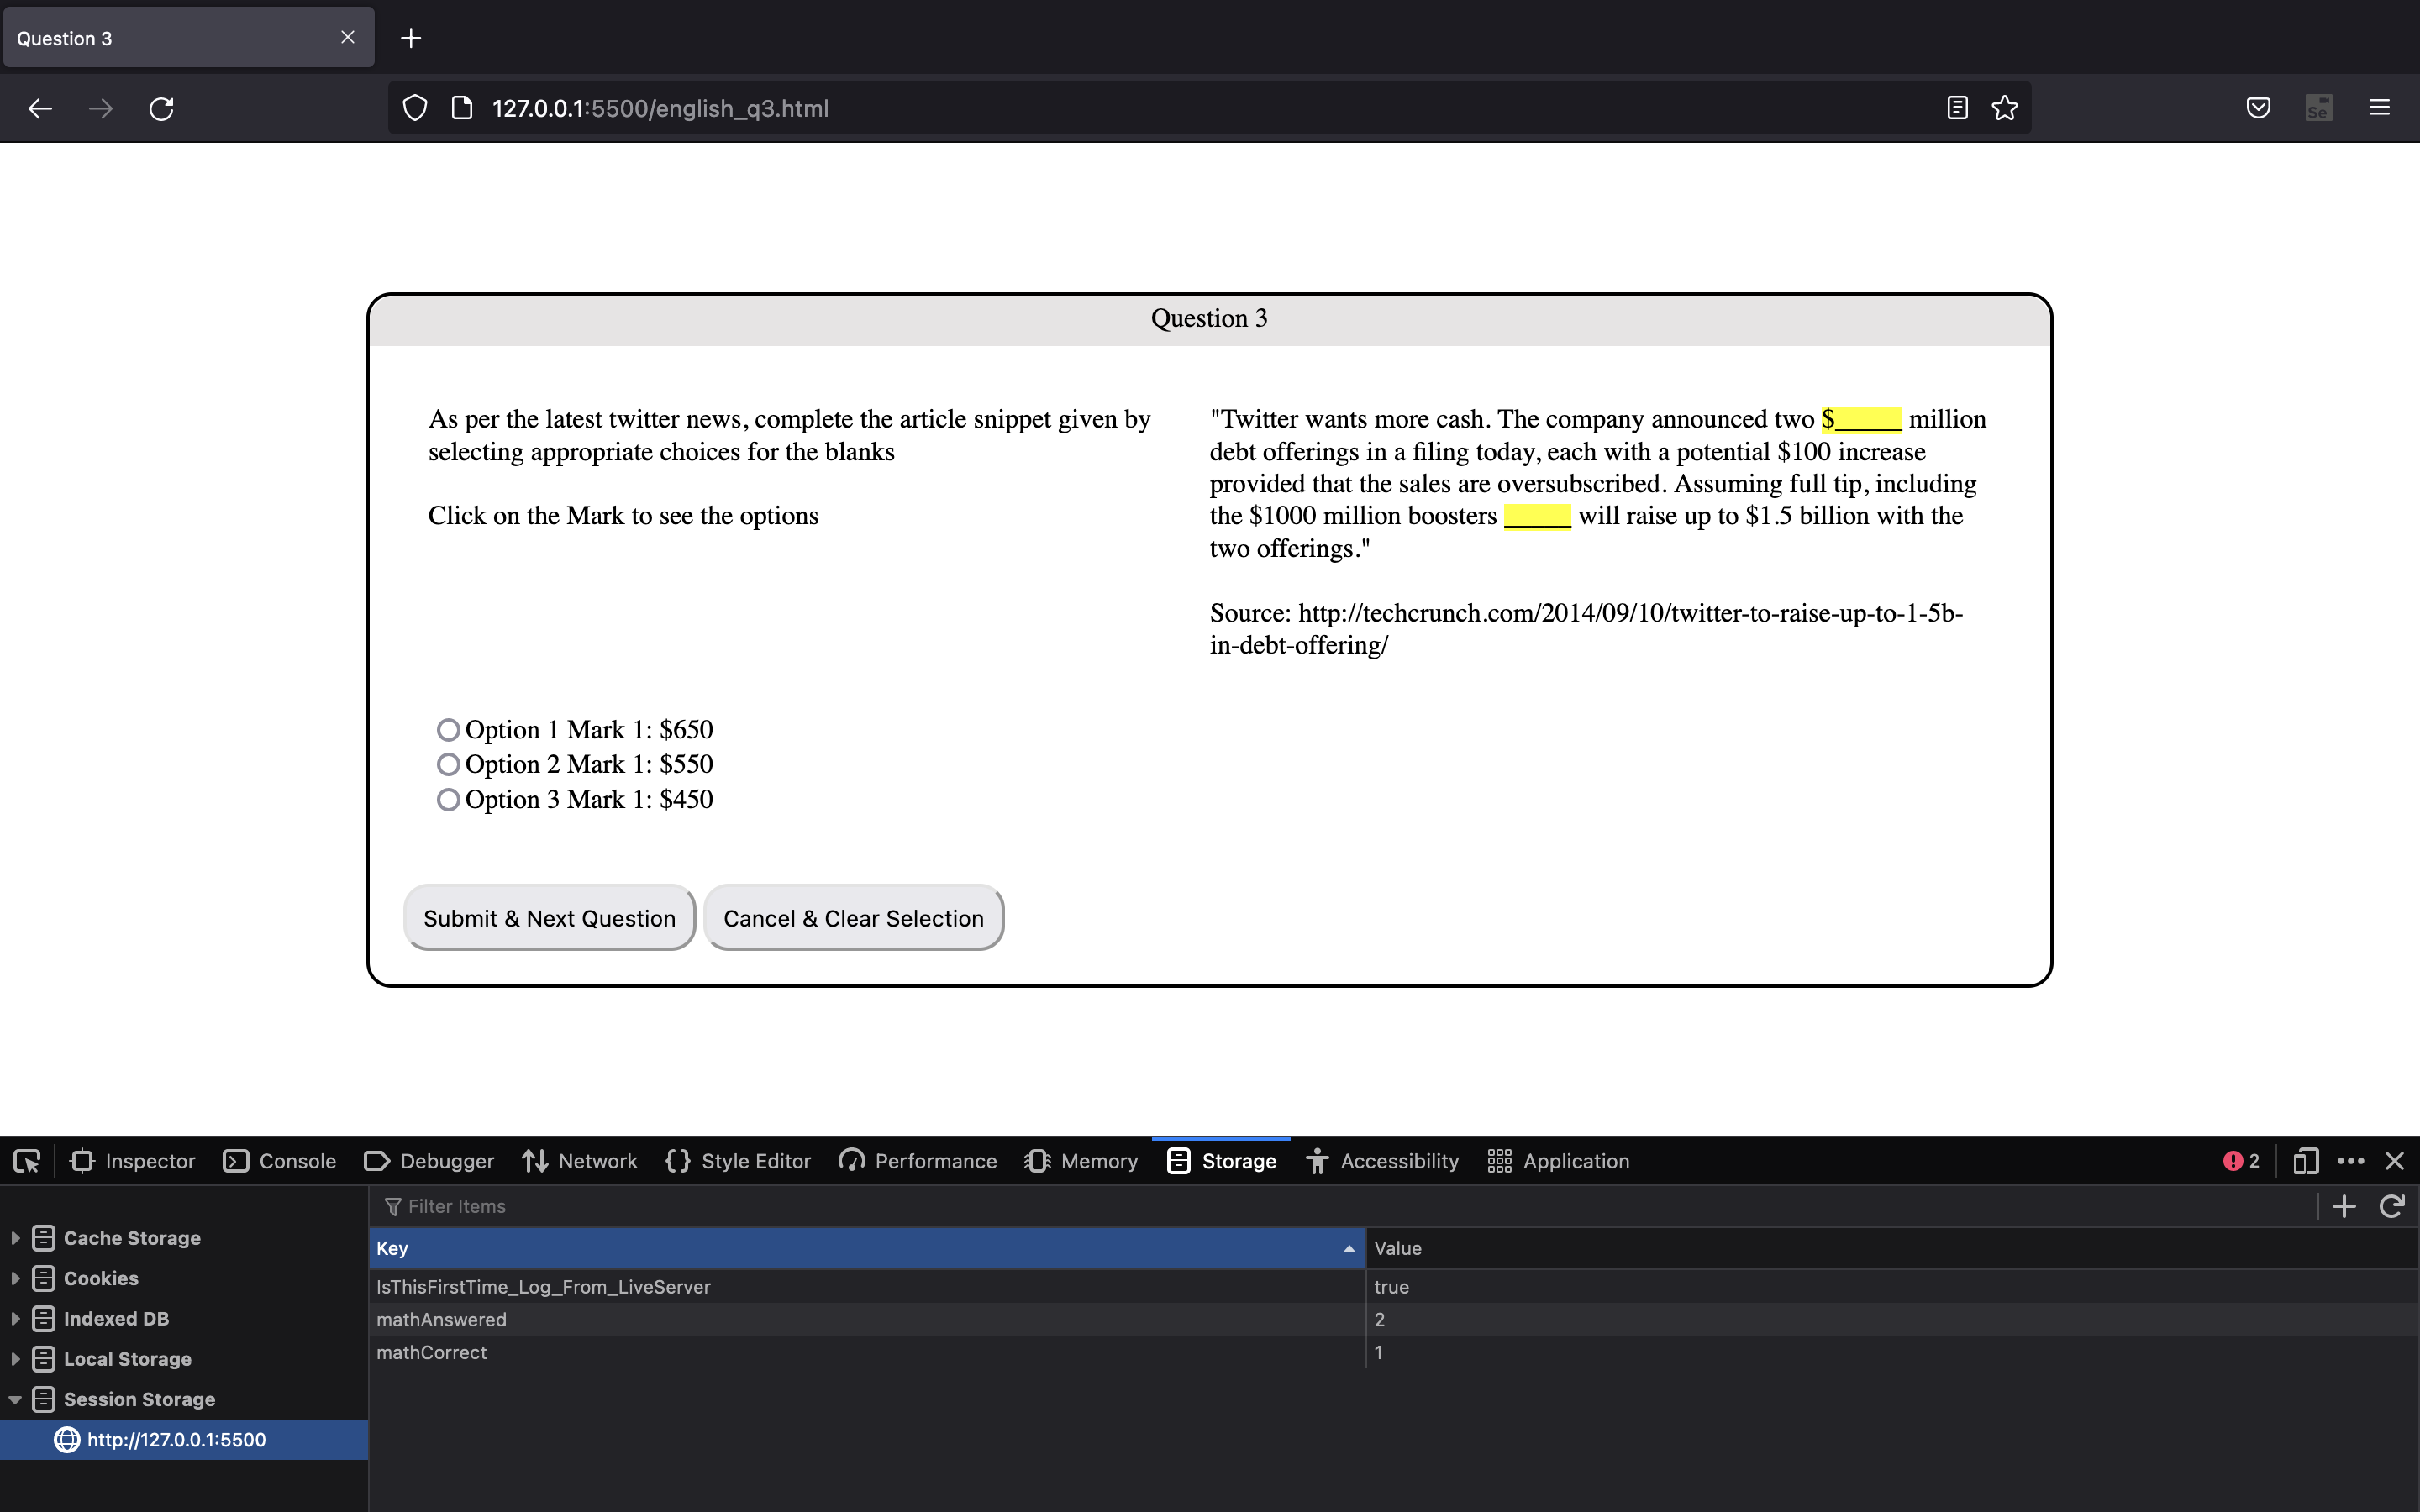 Question 3
127.0.0.1:5500/english_q3.html
Se
Question 3
As per the latest twitter news, complete the article snippet given by
selecting appropriate choices for the blanks
Click on the Mark to see the options
"Twitter wants more cash. The company announced two $_____ million
debt offerings in a filing today, each with a potential $100 increase
provided that the sales are oversubscribed. Assuming full tip, including
the $1000 million boosters _____ will raise up to $1.5 billion with the
two offerings."
Source: http://techcrunch.com/2014/09/10/twitter-to-raise-up-to-1-5b-
in-debt-offering/
Option 1 Mark 1: $650
Option 2 Mark 1: $550
Option 3 Mark 1: $450
Submit & Next Question
Cancel & Clear Selection
Inspector
Console
Debugger
Network
Style Editor
Performance
Memory
Storage
Accessibility
Application
2
Filter Items
Cache Storage
Cookies
Indexed DB
Local Storage
Session Storage
http://127.0.0.1:5500
Key
Value
IsThisFirstTime_Log_From_LiveServer
true
mathAnswered
2
mathCorrect
1